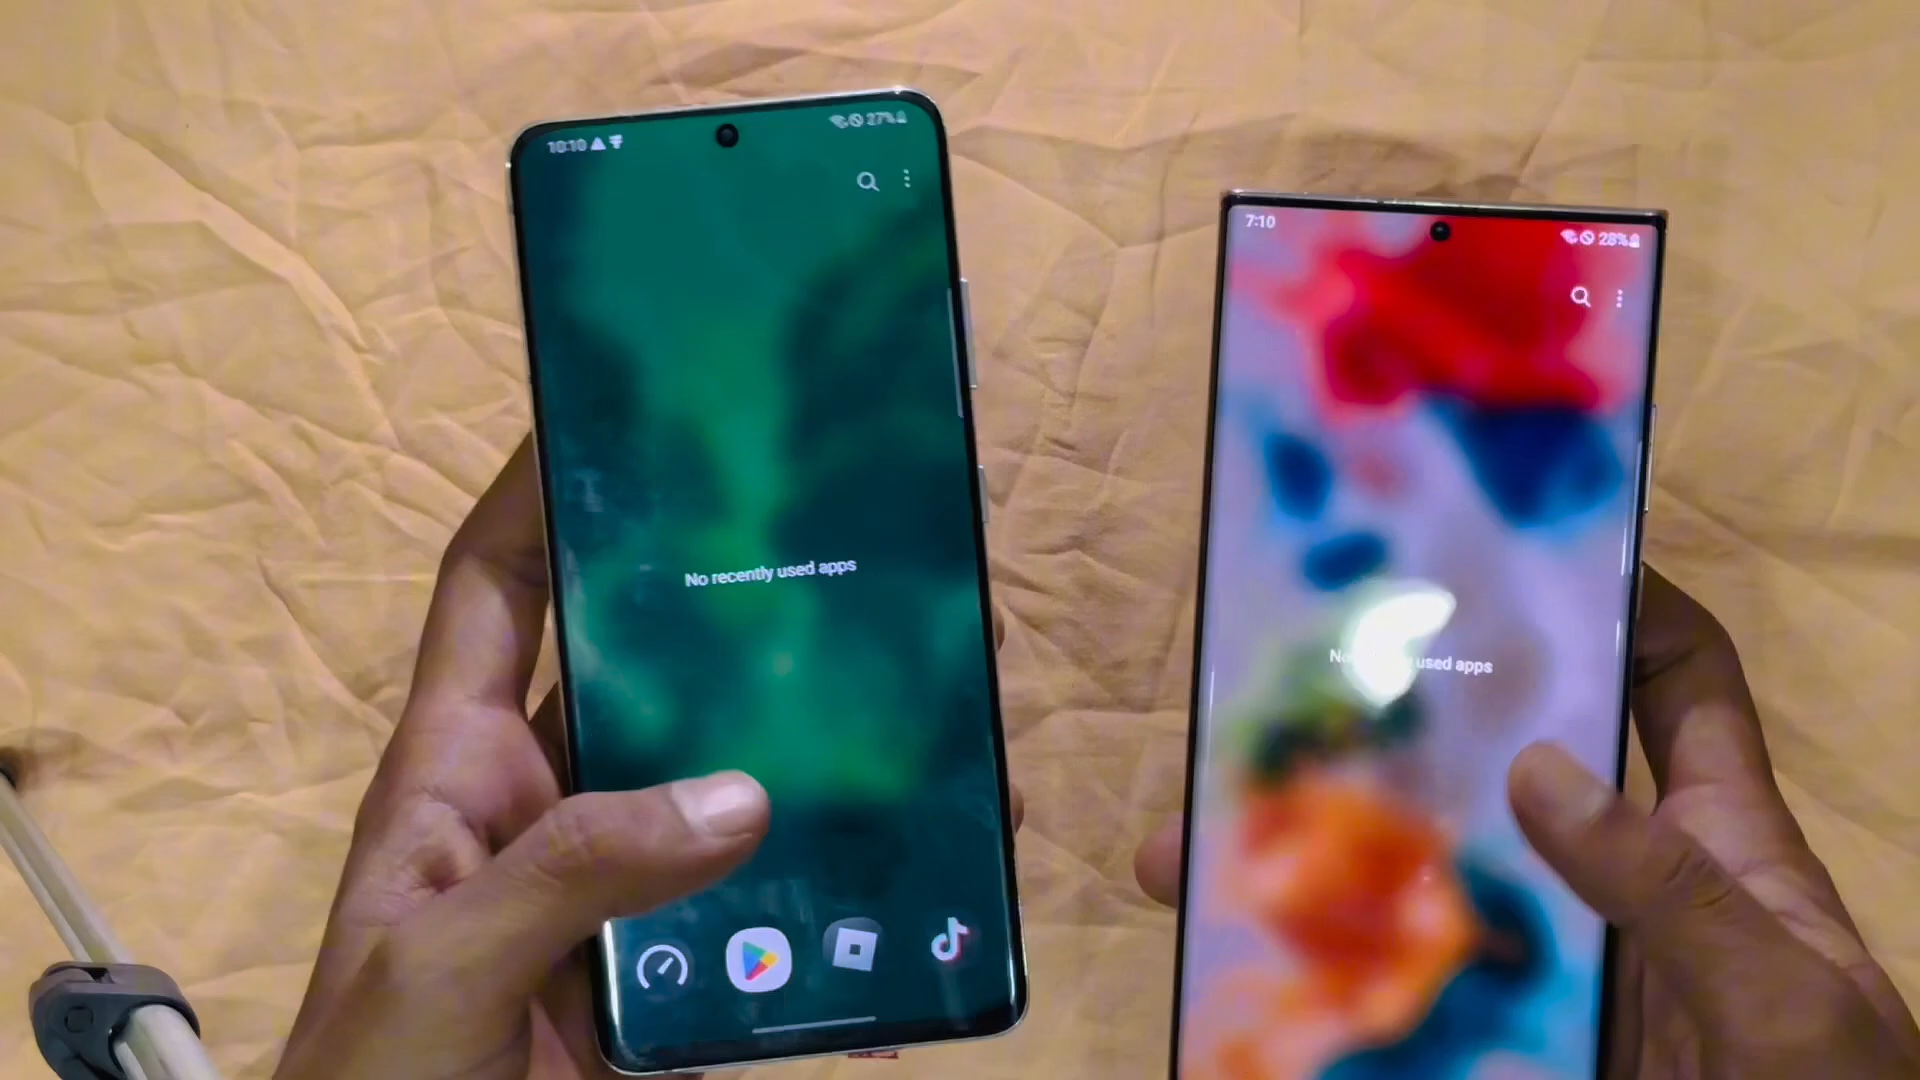 10:10
27%
No recently used apps
7:10
28%
used apps